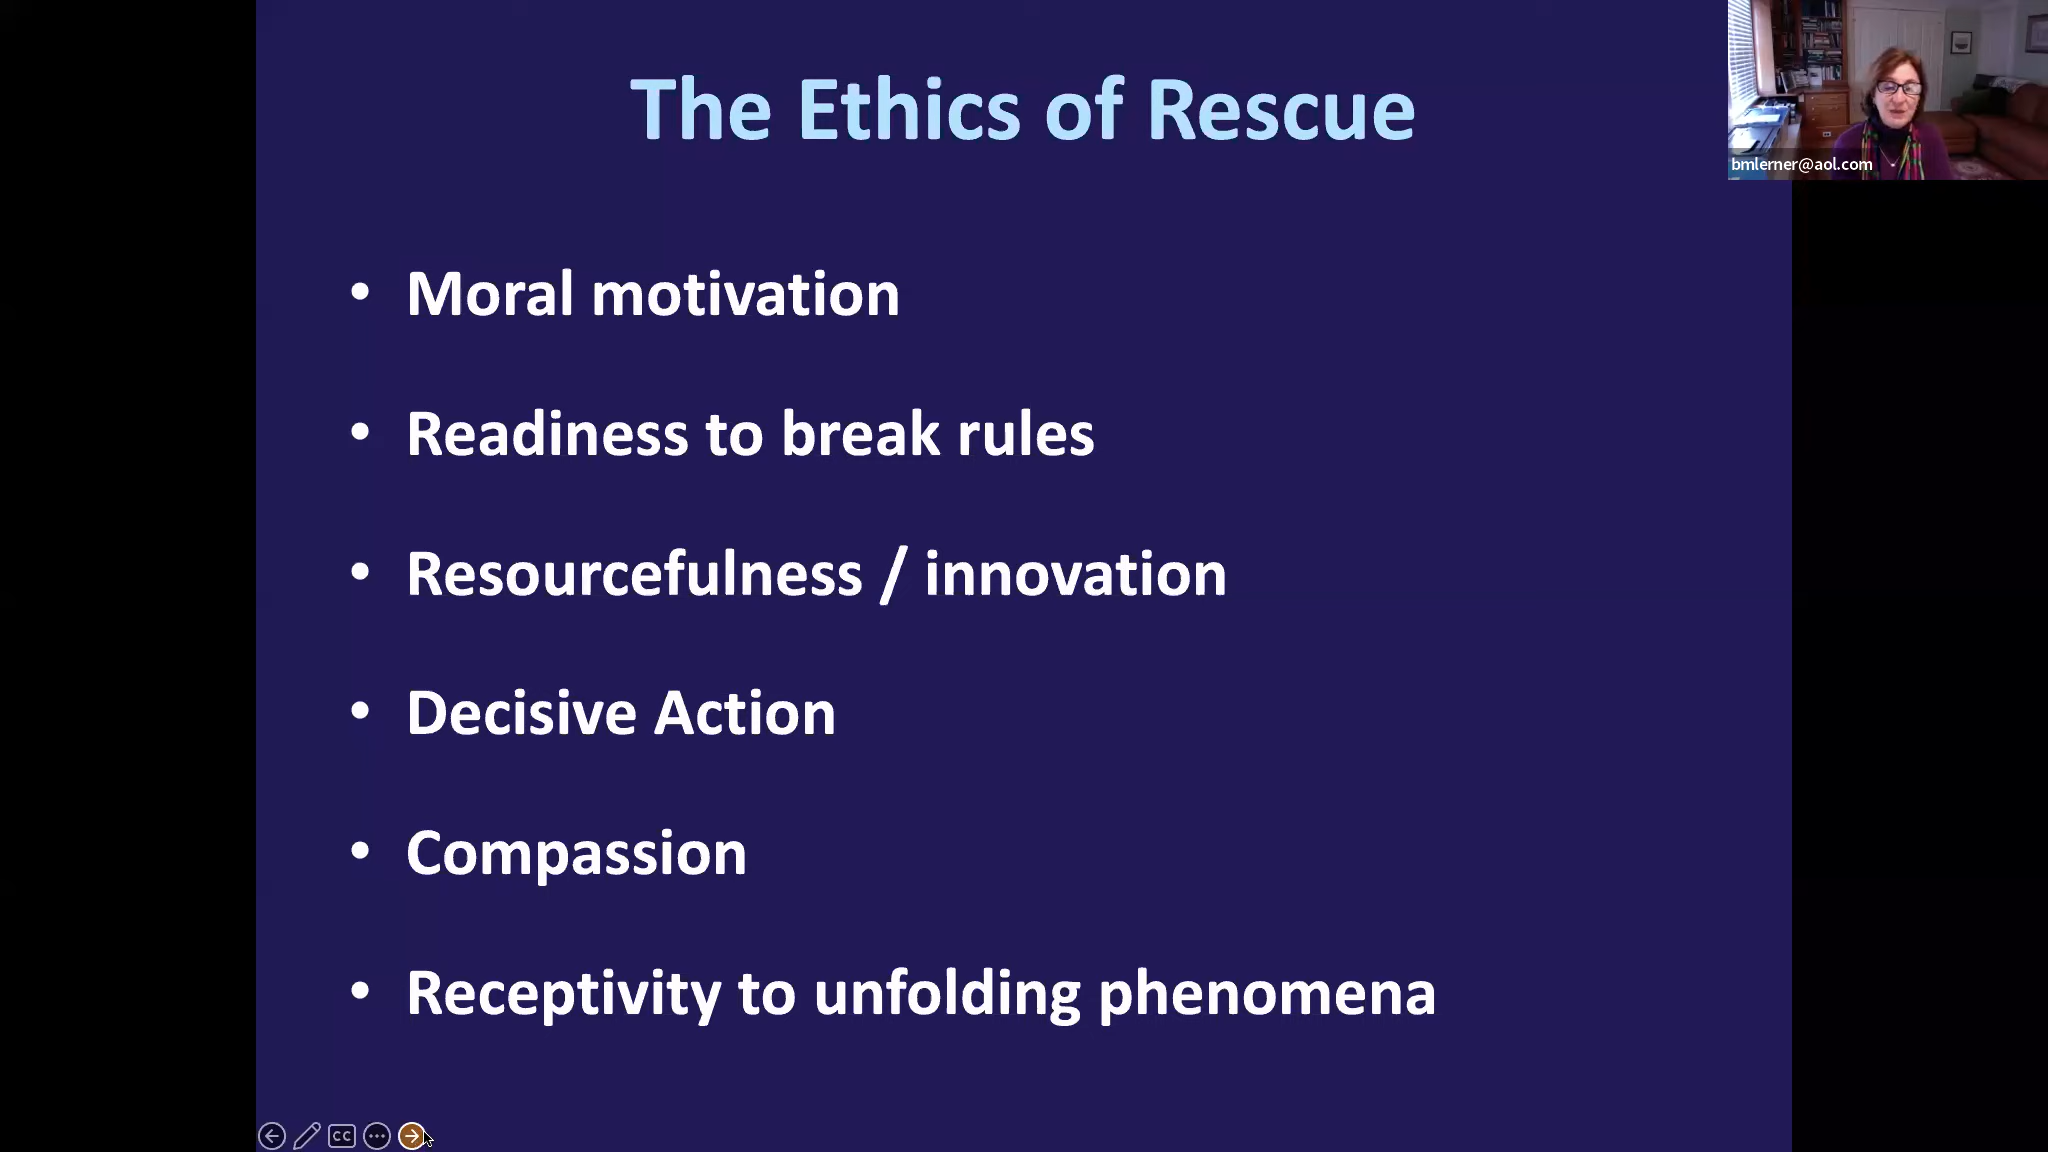 The Ethics of Rescue
bmlerner@aol.com
• Moral motivation
• Readiness to break rules
• Resourcefulness / innovation
• Decisive Action
• Compassion
• Receptivity to unfolding phenomena
CC